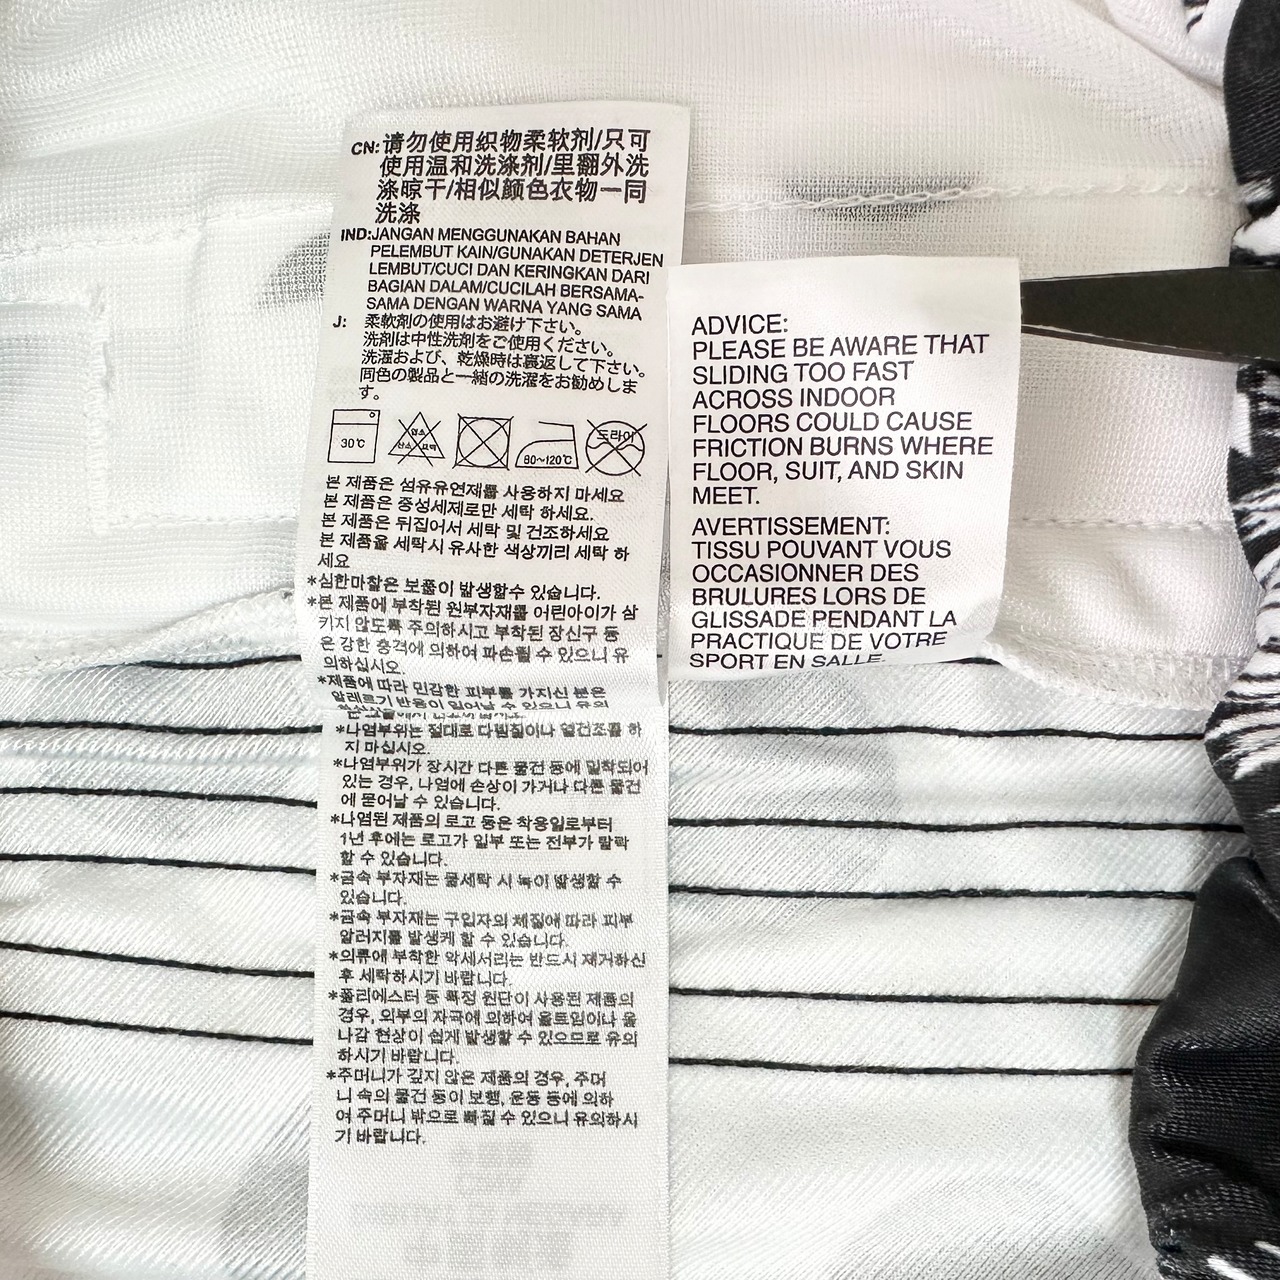 CN:请勿使用织物柔软剂/只可
使用温和洗涤剂/里翻外洗
涤晾干/相似颜色衣物一同
洗涤
IND:JANGAN MENGGUNAKAN BAHAN
PELEMBUT KAIN/GUNAKAN DETERJEN
LEMBUT/CUCI DAN KERINGKAN DARI
BAGIAN DALAM/CUCILAH BERSAMA-
SAMA DENGAN WARNA YANG SAMA
J: 柔軟剤の使用はお避け下さい。
洗剤は中性洗剤をご使用ください。
洗濯および、乾燥時は裏返して下さい。
同色の製品と一緒の洗濯をお勧めしま
す。
30℃ 염소 산소 표백 80~120℃ 드라이
본 제품은 섬유유연제를 사용하지 마세요
본 제품은 중성세제로만 세탁 하세요.
본 제품은 뒤집어서 세탁 및 건조하세요
본 제품을 세탁시 유사한 색상끼리 세탁 하
세요
*심한마찰은 보풀이 발생할수 있습니다.
*본 제품에 부착된 원부자재를 어린아이가 삼
키지 않도록 주의하시고 부착된 장신구 등
은 강한 충격에 의하여 파손될 수 있으니 유
의하십시오.
*제품에 따라 민감한 피부를 가지신 분은
알레르기 반응이 일어날 수 있으니 유의
*나염부위는 절대로 다림질이나 열건조를 하
지 마십시오.
*나염부위가 장시간 다른 물건 등에 밀착되어
있는 경우, 나염에 손상이 가거나 다른 물건
에 묻어날 수 있습니다.
*나염된 제품의 로고 등은 착용일로부터
1년 후에는 로고가 일부 또는 전부가 탈락
할 수 있습니다.
*금속 부자재는 물세탁 시 녹이 발생할 수
있습니다.
*금속 부자재는 구입자의 체질에 따라 피부
알러지를 발생케 할 수 있습니다.
*의류에 부착한 악세서리는 반드시 제거하신
후 세탁하시기 바랍니다.
*폴리에스터 등 특정 원단이 사용된 제품의
경우, 외부의 자극에 의하여 올트임이나 올
나감 현상이 쉽게 발생할 수 있으므로 유의
하시기 바랍니다.
*주머니가 깊지 않은 제품의 경우, 주머
니 속의 물건 등이 보행, 운동 등에 의하
여 주머니 밖으로 빠질 수 있으니 유의하시
기 바랍니다.
ADVICE:
PLEASE BE AWARE THAT
SLIDING TOO FAST
ACROSS INDOOR
FLOORS COULD CAUSE
FRICTION BURNS WHERE
FLOOR, SUIT, AND SKIN
MEET.
AVERTISSEMENT:
TISSU POUVANT VOUS
OCCASIONNER DES
BRULURES LORS DE
GLISSADE PENDANT LA
PRACTIQUE DE VOTRE
SPORT EN SALLE.